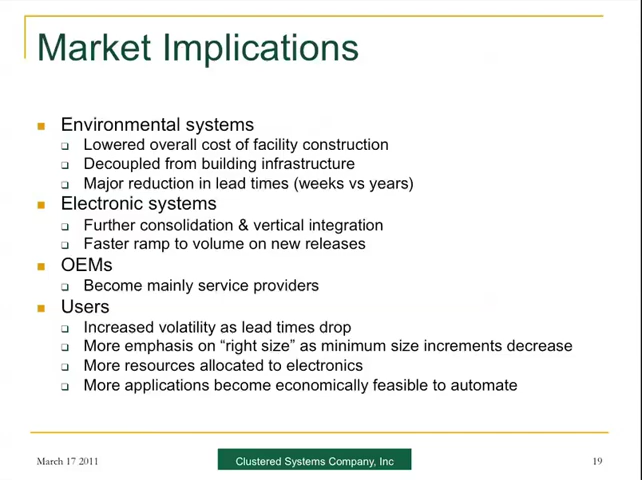 Market Implications
Environmental systems
Lowered overall cost of facility construction
Decoupled from building infrastructure
Major reduction in lead times (weeks vs years)
Electronic systems
Further consolidation & vertical integration
Faster ramp to volume on new releases
OEMs
Become mainly service providers
Users
Increased volatility as lead times drop
More emphasis on “right size” as minimum size increments decrease
More resources allocated to electronics
More applications become economically feasible to automate
March 17 2011
Clustered Systems Company, Inc
19